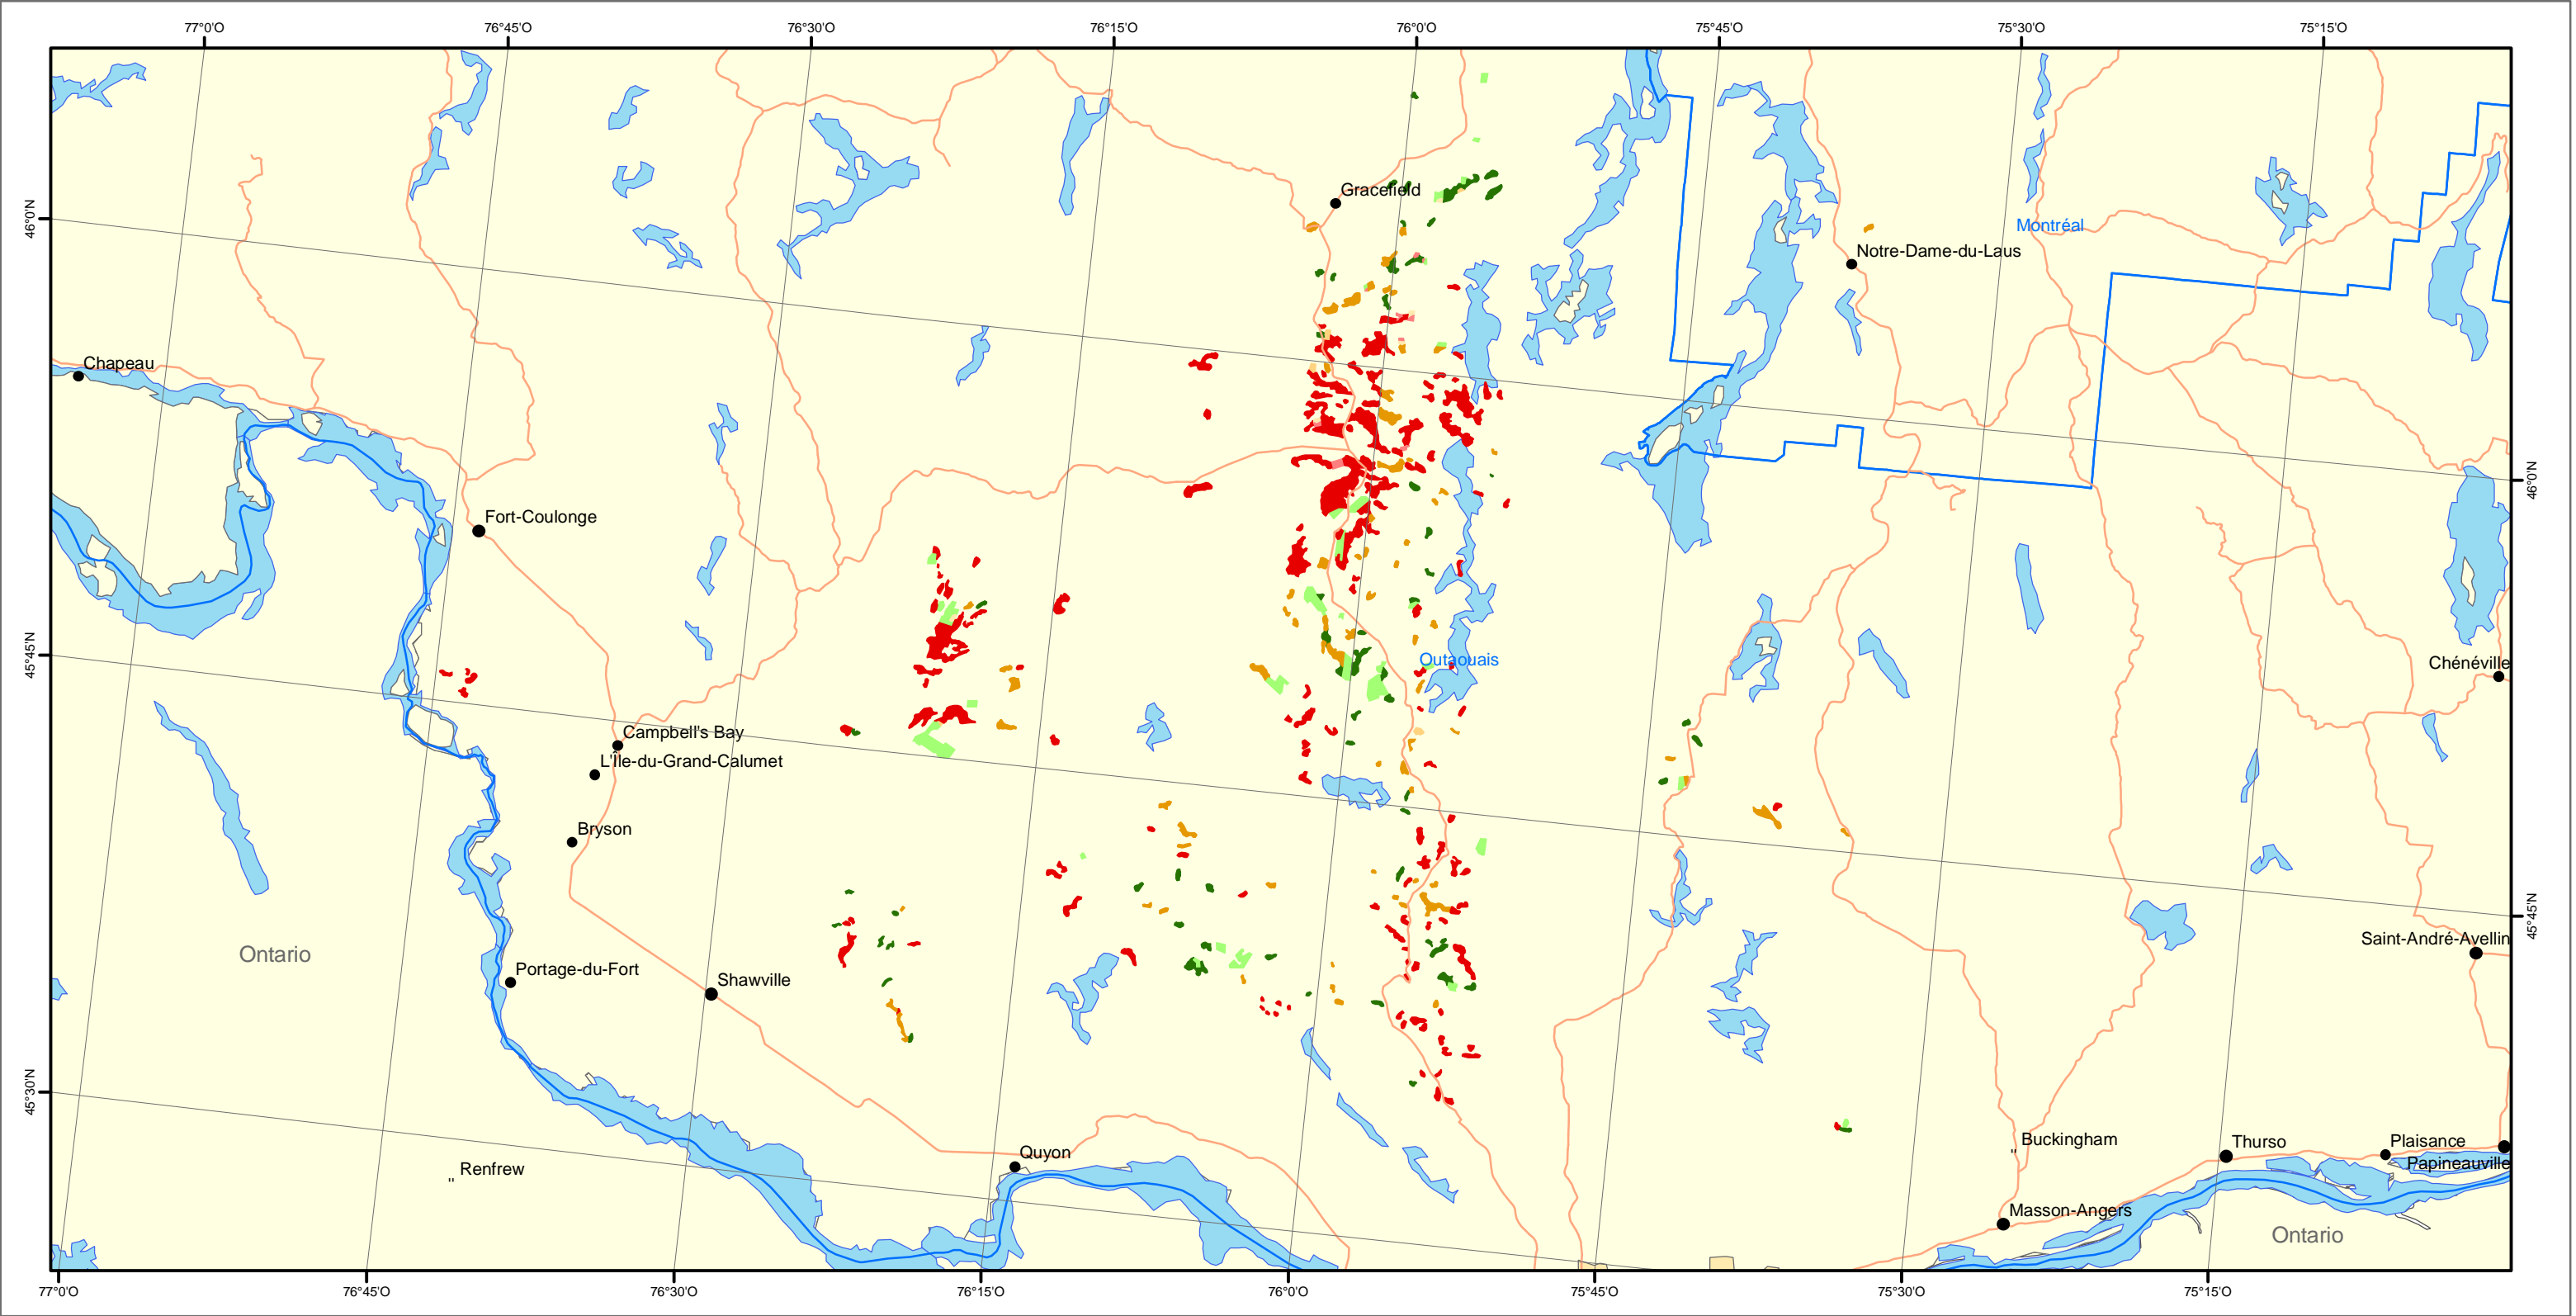 77°0'O 76°45'O 76°30'O 76°15'O 76°0'O 75°45'O 75°30'O 75°15'O
Gracefield
46°0'N
Montréal
Notre-Dame-du-Laus
Chapeau
46°0'N
Fort-Coulonge
45°45'N
Outaouais
Chénéville
Campbell's Bay
L'Île-du-Grand-Calumet
Bryson
45°45'N
Saint-André-Avellin
Ontario
Portage-du-Fort
Shawville
45°30'N
Buckingham
Thurso
Plaisance
Quyon
Papineauville
" Renfrew
Masson-Angers
Ontario
77°0'O 76°45'O 76°30'O 76°15'O 76°0'O 75°45'O 75°30'O 75°15'O